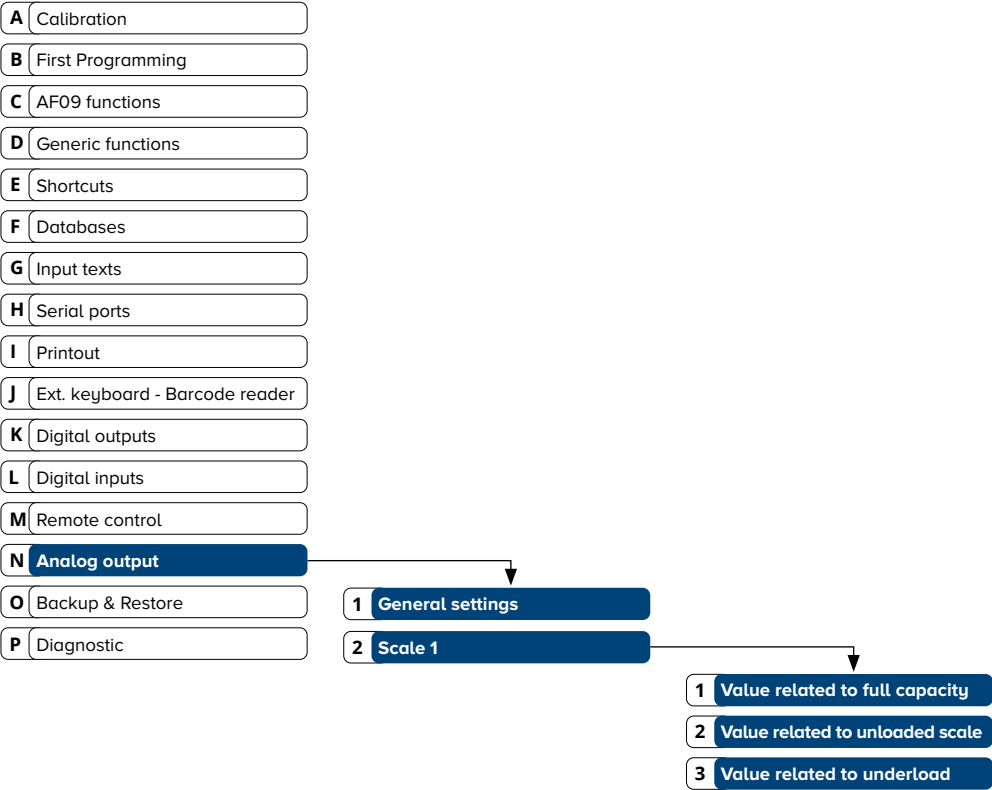 A Calibration
B First Programming
C AF09 functions
D Generic functions
E Shortcuts
F Databases
G Input texts
H Serial ports
I Printout
J Ext. keyboard - Barcode reader
K Digital outputs
L Digital inputs
M Remote control
N Analog output
O Backup & Restore
P Diagnostic
1 General settings
2 Scale 1
1 Value related to full capacity
2 Value related to unloaded scale
3 Value related to underload